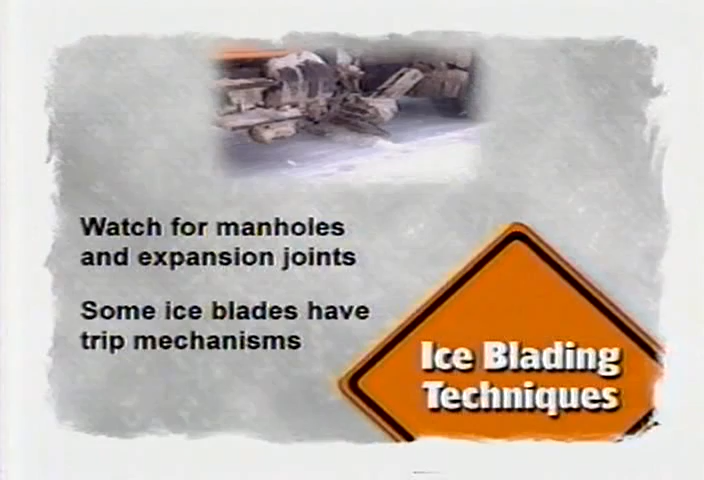 Watch for manholes
and expansion joints
Some ice blades have
trip mechanisms
Ice Blading
Techniques